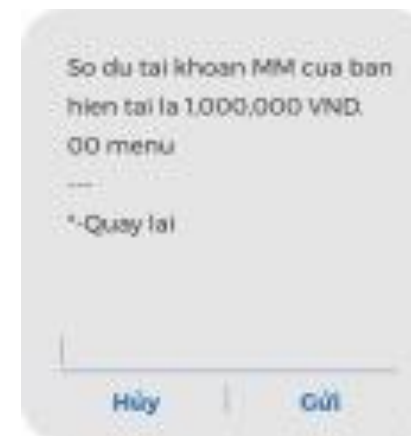 So du tai khoan MM cua ban
hien tai la 1,000,000 VND.
00 menu
---
*-Quay lai
Hủy
Gửi